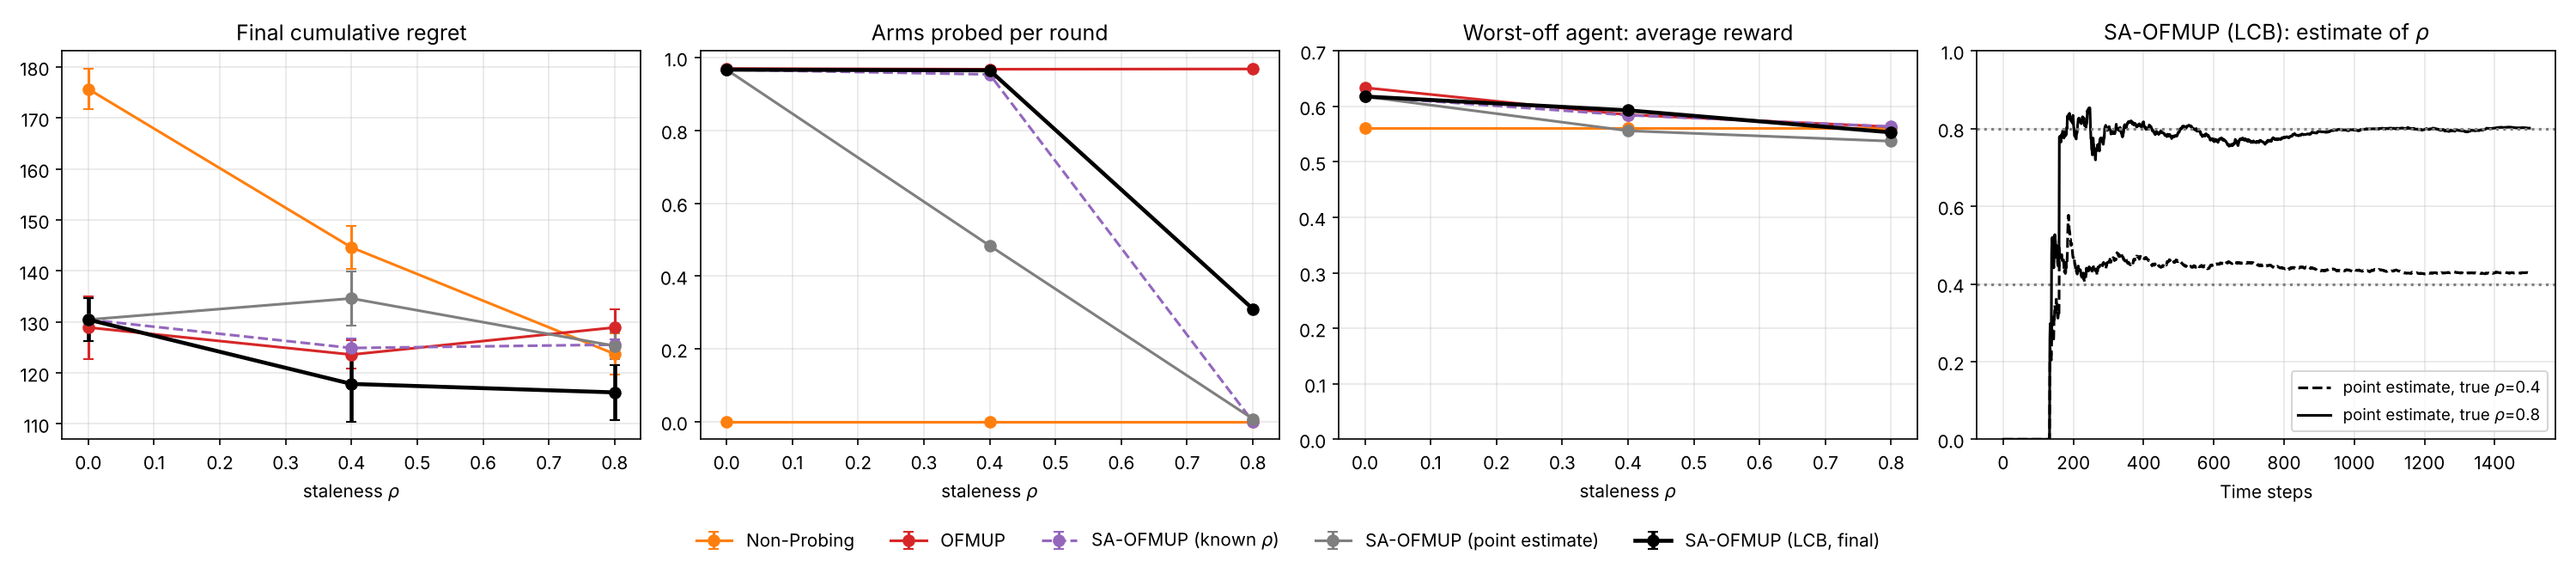 Final cumulative regret
180
170
160
150
140
130
120
110
0.0 0.1 0.2 0.3 0.4 0.5 0.6 0.7 0.8
staleness ρ
Arms probed per round
1.0
0.8
0.6
0.4
0.2
0.0
0.0 0.1 0.2 0.3 0.4 0.5 0.6 0.7 0.8
staleness ρ
Worst-off agent: average reward
0.7
0.6
0.5
0.4
0.3
0.2
0.1
0.0
0.0 0.1 0.2 0.3 0.4 0.5 0.6 0.7 0.8
staleness ρ
SA-OFMUP (LCB): estimate of ρ
1.0
0.8
0.6
0.4
0.2
0.0
point estimate, true ρ=0.4
point estimate, true ρ=0.8
0 200 400 600 800 1000 1200 1400
Time steps
Non-Probing OFMUP SA-OFMUP (known ρ) SA-OFMUP (point estimate) SA-OFMUP (LCB, final)